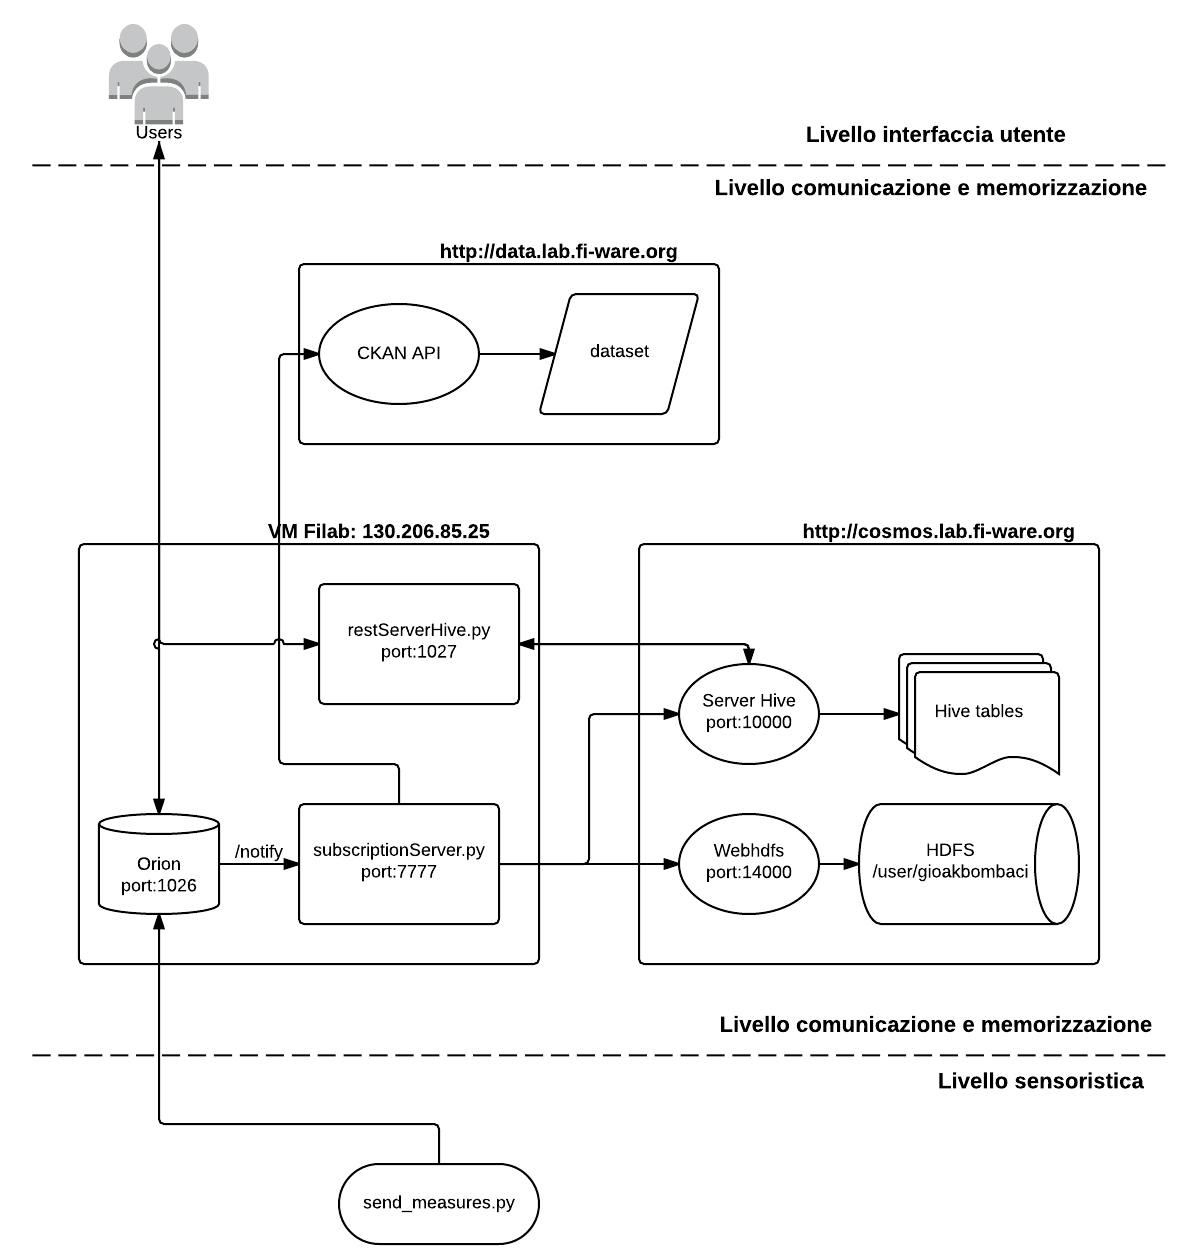 Users
Livello interfaccia utente
Livello comunicazione e memorizzazione
http://data.lab.fi-ware.org
CKAN API
dataset
VM Filab: 130.206.85.25
http://cosmos.lab.fi-ware.org
restServerHive.py
port:1027
Server Hive
port:10000
Hive tables
Orion
port:1026
/notify
subscriptionServer.py
port:7777
Webhdfs
port:14000
HDFS
/user/gioakbombaci
Livello comunicazione e memorizzazione
Livello sensoristica
send_measures.py